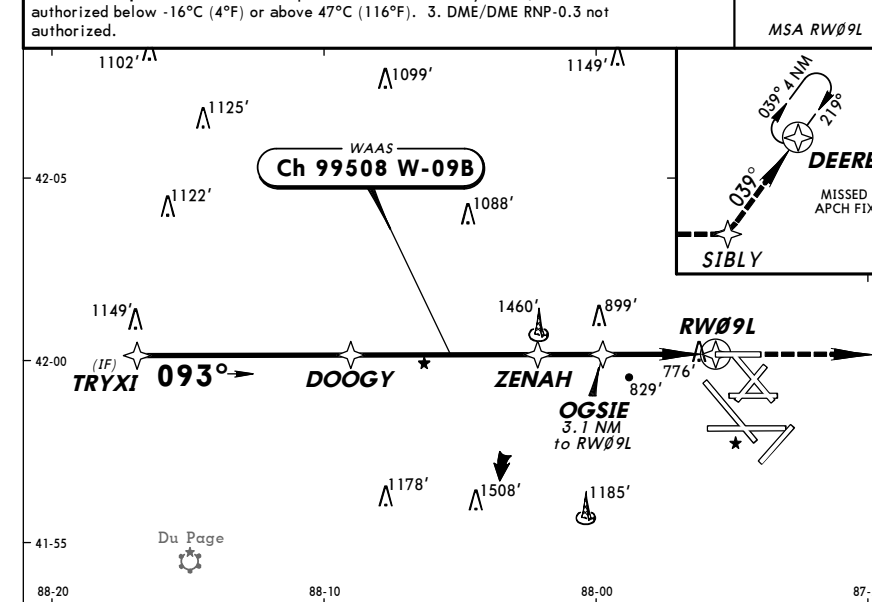 authorized below -16°C (4°F) or above 47°C (116°F). 3. DME/DME RNP-0.3 not
authorized.
MSA RWØ9L
1102'
1099'
1149'
039° 4 NM
219°
1125'
WAAS
Ch 99508 W-09B
DEERE
42-05
039°
MISSED
APCH FIX
1122'
1088'
SIBLY
1149'
1460'
899'
RWØ9L
42-00
(IF)
TRYXI
093°
DOOGY
ZENAH
776'
829'
OGSIE
3.1 NM
to RWØ9L
1178'
1508'
1185'
Du Page
41-55
88-20
88-10
88-00
87-